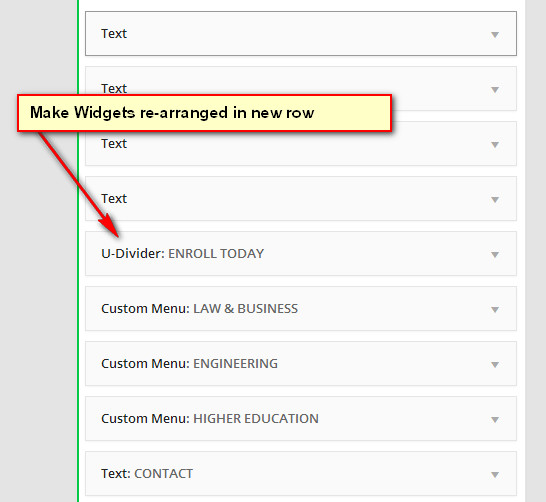 Text
Text
Make Widgets re-arranged in new row
Text
Text
U-Divider: ENROLL TODAY
Custom Menu: LAW & BUSINESS
Custom Menu: ENGINEERING
Custom Menu: HIGHER EDUCATION
Text: CONTACT